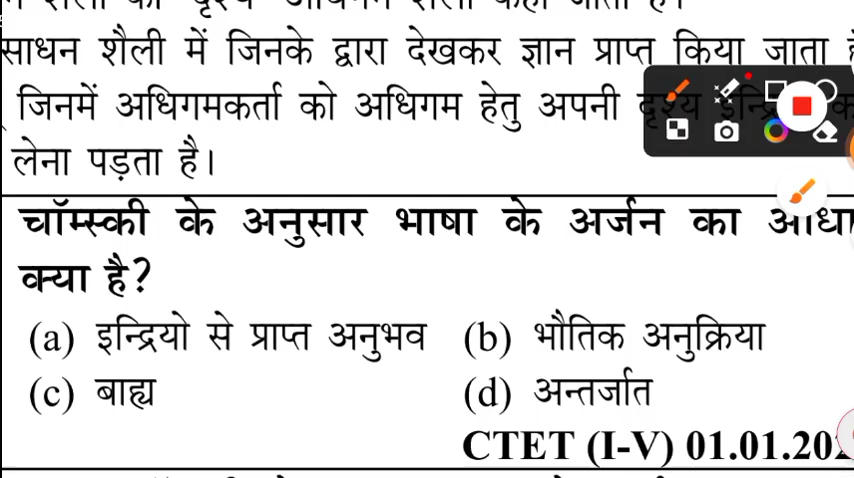 साधन शैली में जिनके द्वारा देखकर ज्ञान प्राप्त किया जाता
जिनमें अधिगमकर्ता को अधिगम हेतु अपनी दृश्य
लेना पड़ता है।
चॉम्स्की के अनुसार भाषा के अर्जन का
क्या है?
(a) इन्द्रियो से प्राप्त अनुभव (b) भौतिक अनुक्रिया
(c) बाह्य (d) अन्तर्जात
CTET (I-V) 01.01.202